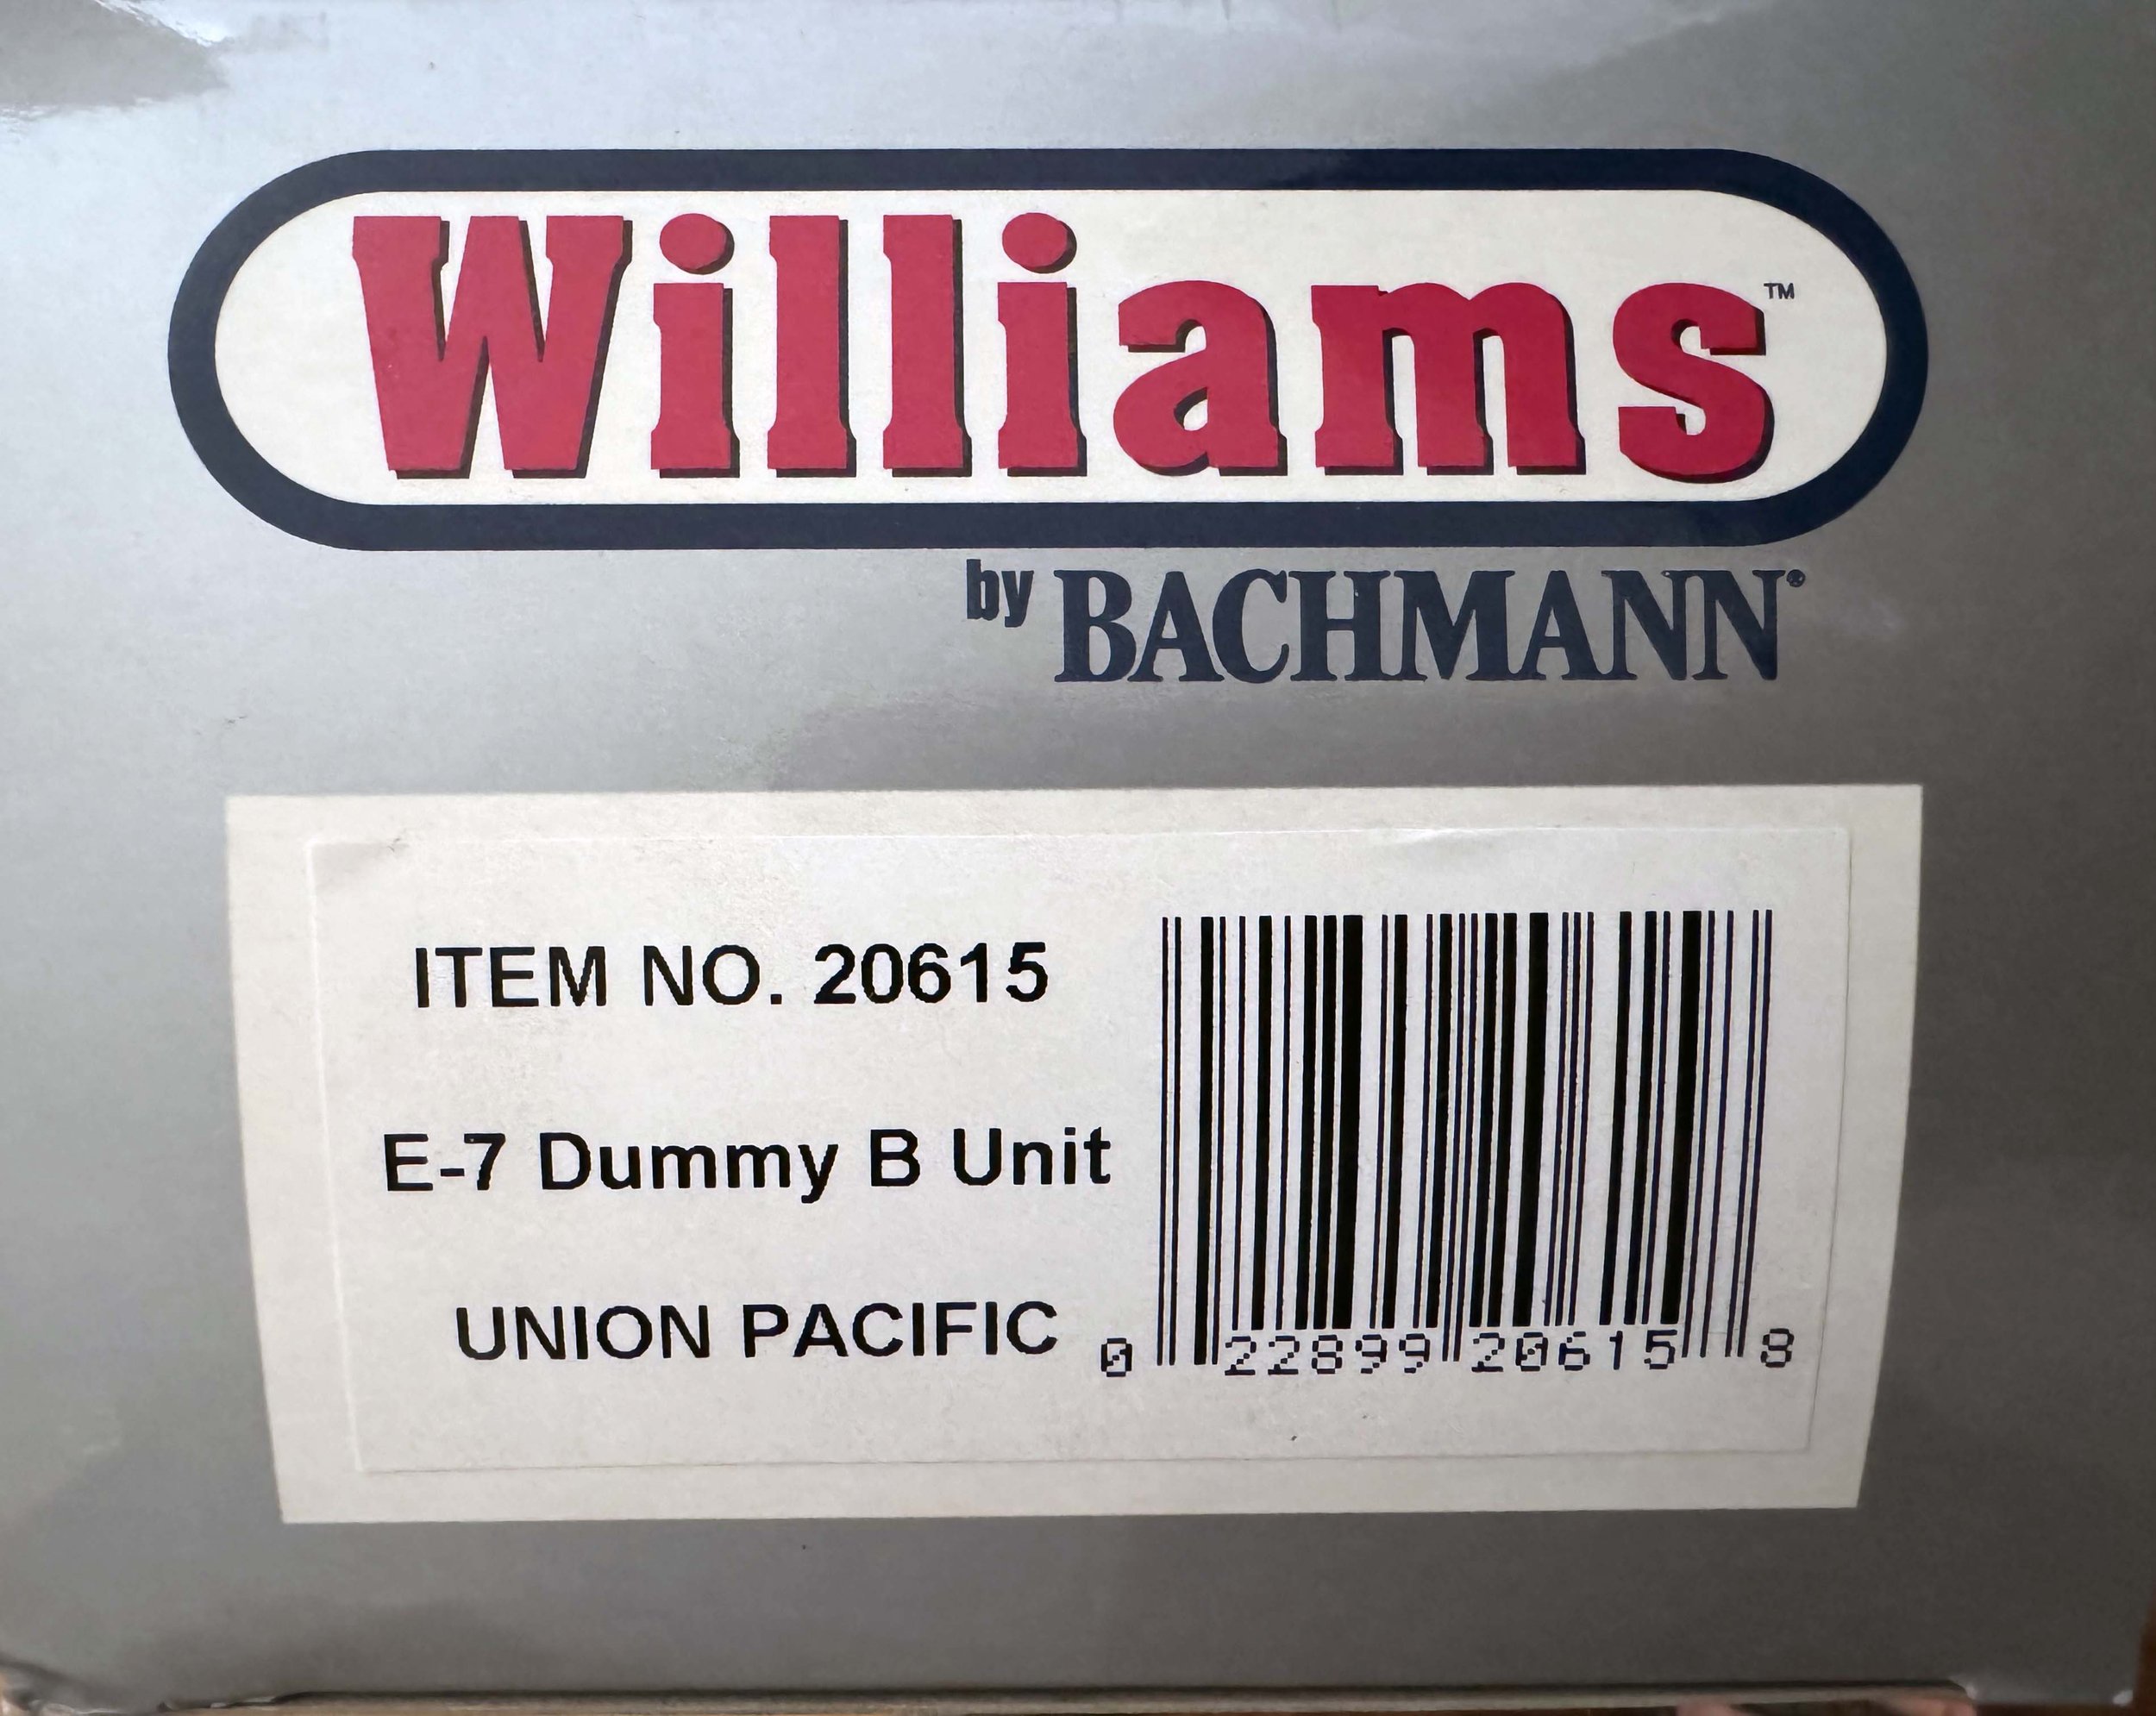 Williams™
by BACHMANN®
ITEM NO. 20615
E-7 Dummy B Unit
UNION PACIFIC
0 22899 20615 8